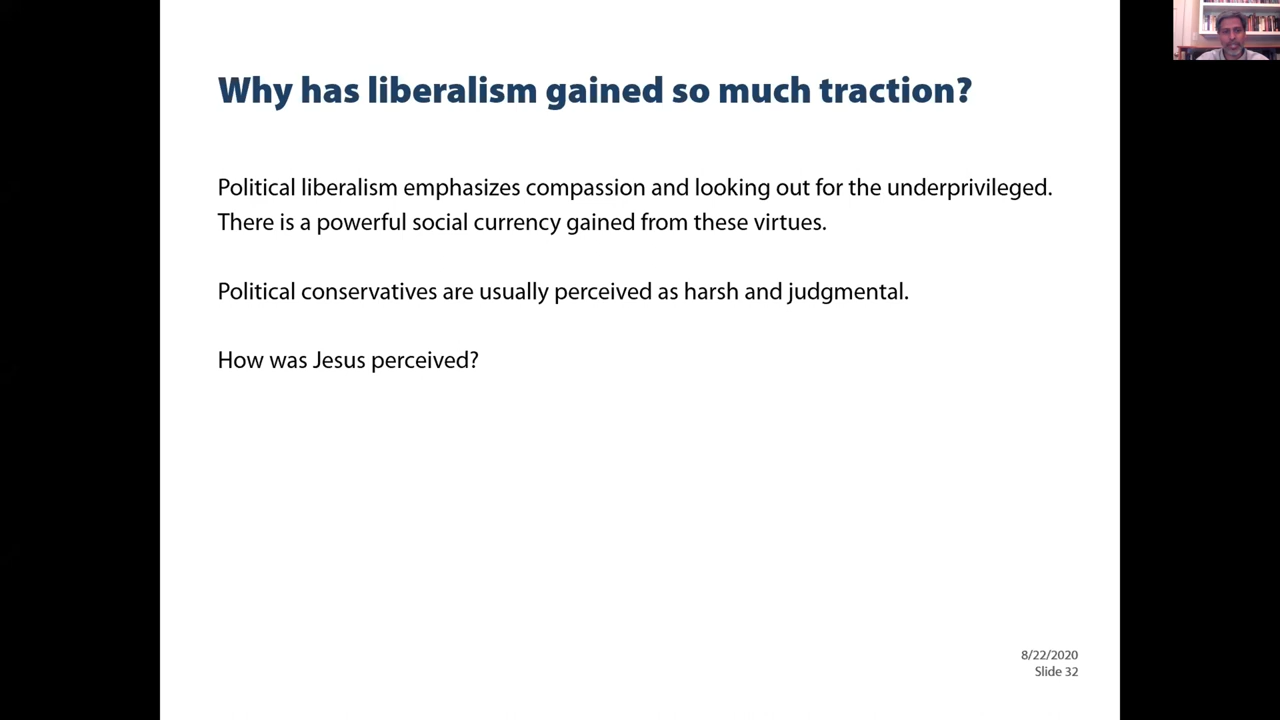 Why has liberalism gained so much traction?
Political liberalism emphasizes compassion and looking out for the underprivileged.
There is a powerful social currency gained from these virtues.
Political conservatives are usually perceived as harsh and judgmental.
How was Jesus perceived?
8/22/2020
Slide 32